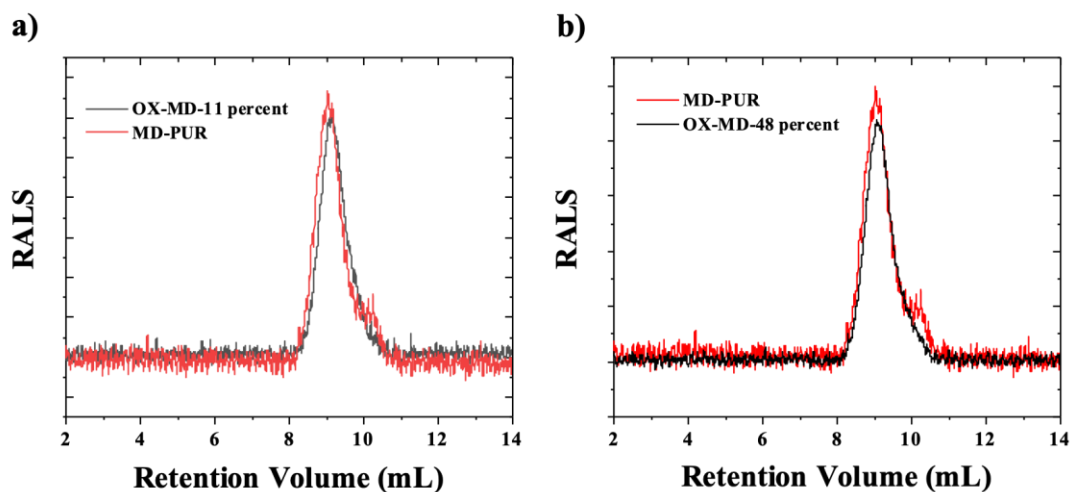 a)
OX-MD-11 percent
MD-PUR
RALS
2 4 6 8 10 12 14
Retention Volume (mL)
b)
MD-PUR
OX-MD-48 percent
RALS
2 4 6 8 10 12 14
Retention Volume (mL)